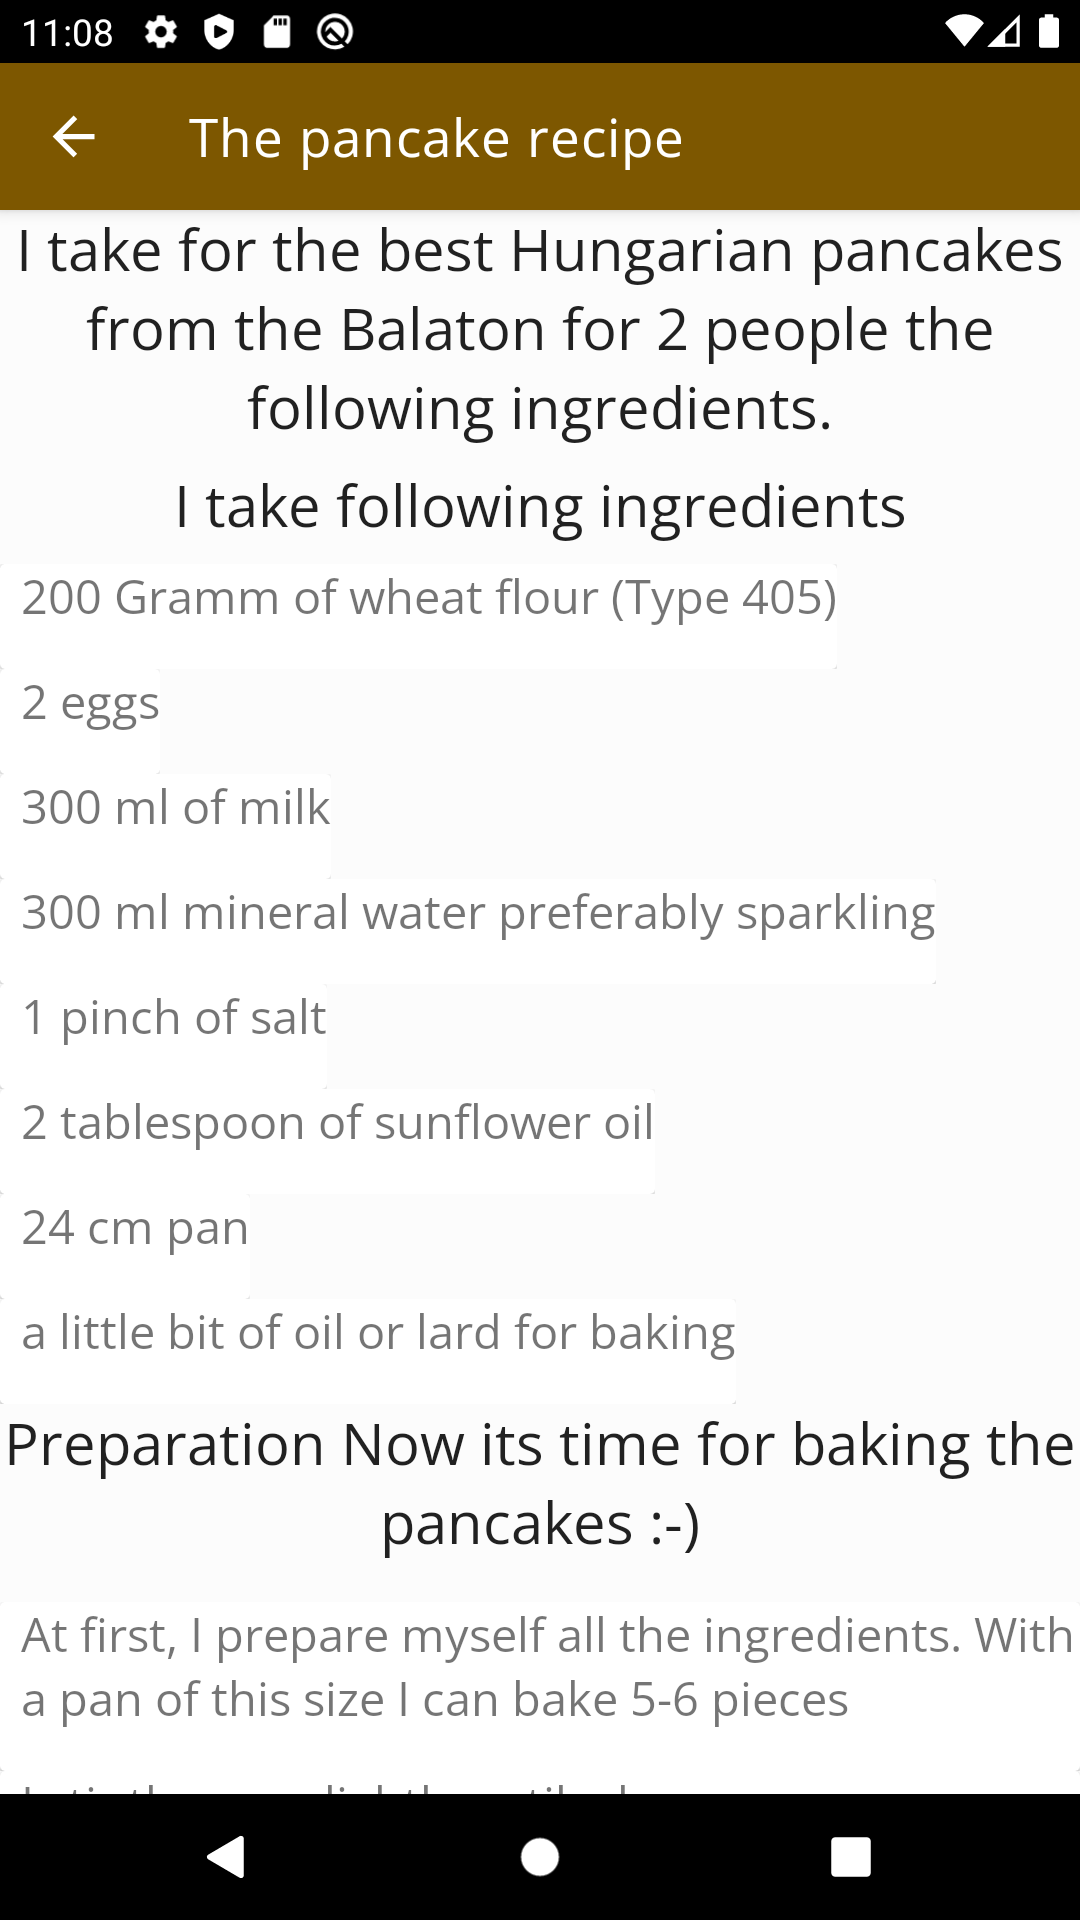 11:08
The pancake recipe
I take for the best Hungarian pancakes
from the Balaton for 2 people the
following ingredients.
I take following ingredients
200 Gramm of wheat flour (Type 405)
2 eggs
300 ml of milk
300 ml mineral water preferably sparkling
1 pinch of salt
2 tablespoon of sunflower oil
24 cm pan
a little bit of oil or lard for baking
Preparation Now its time for baking the
pancakes :-)
At first, I prepare myself all the ingredients. With
a pan of this size I can bake 5-6 pieces